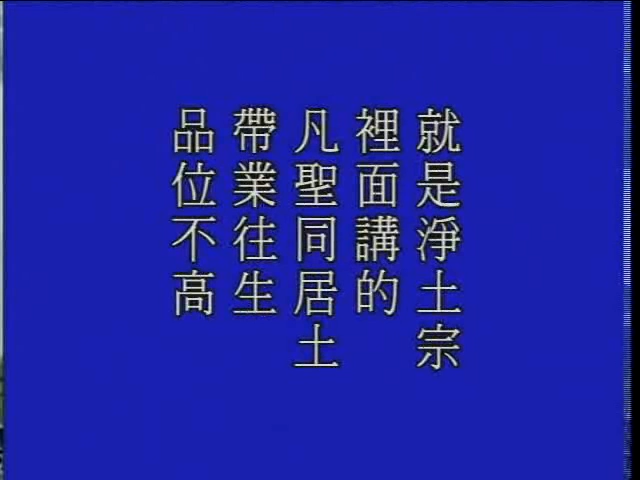 就是淨土宗
裡面講的
凡聖同居土
帶業往生
品位不高